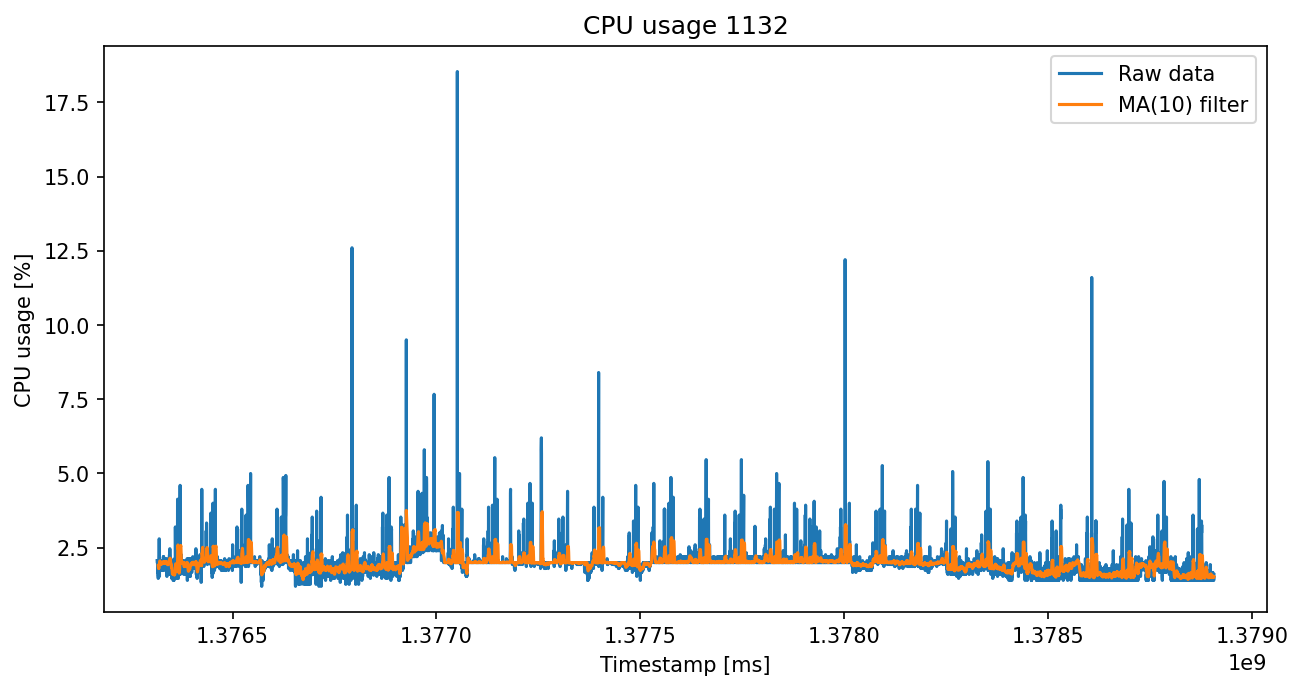 CPU usage 1132
Raw data
MA(10) filter
CPU usage [%]
17.5
15.0
12.5
10.0
7.5
5.0
2.5
1.3765 1.3770 1.3775 1.3780 1.3785 1.3790
1e9
Timestamp [ms]